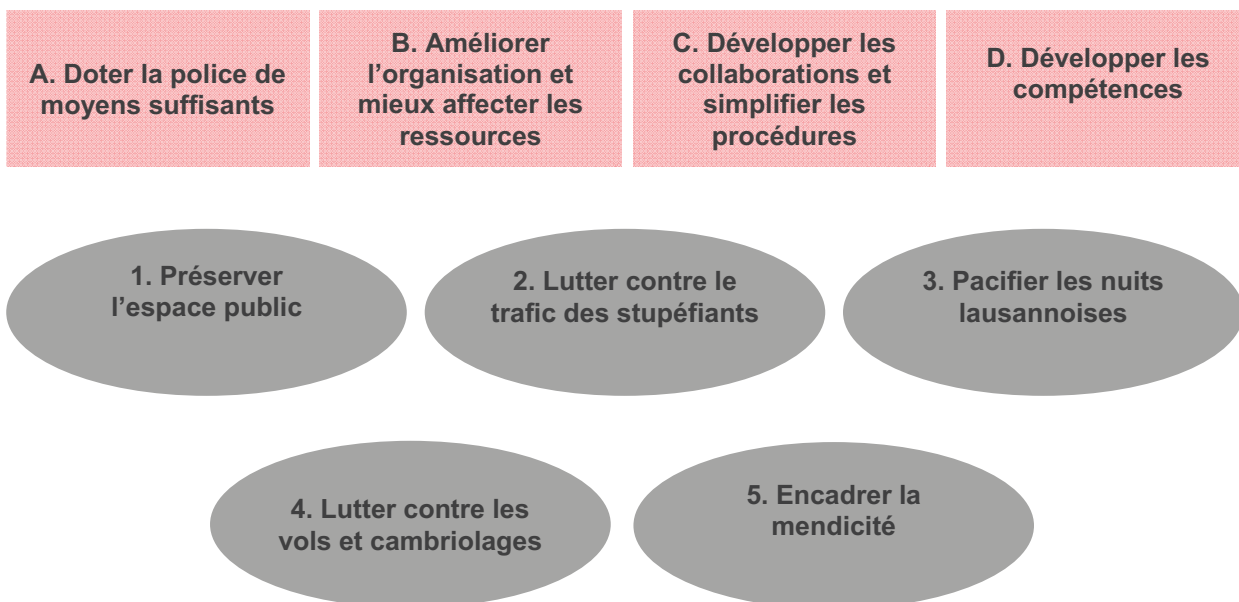 A. Doter la police de
moyens suffisants
B. Améliorer
l’organisation et
mieux affecter les
ressources
C. Développer les
collaborations et
simplifier les
procédures
D. Développer les
compétences
1. Préserver
l’espace public
2. Lutter contre le
trafic des stupéfiants
3. Pacifier les nuits
lausannoises
4. Lutter contre les
vols et cambriolages
5. Encadrer la
mendicité